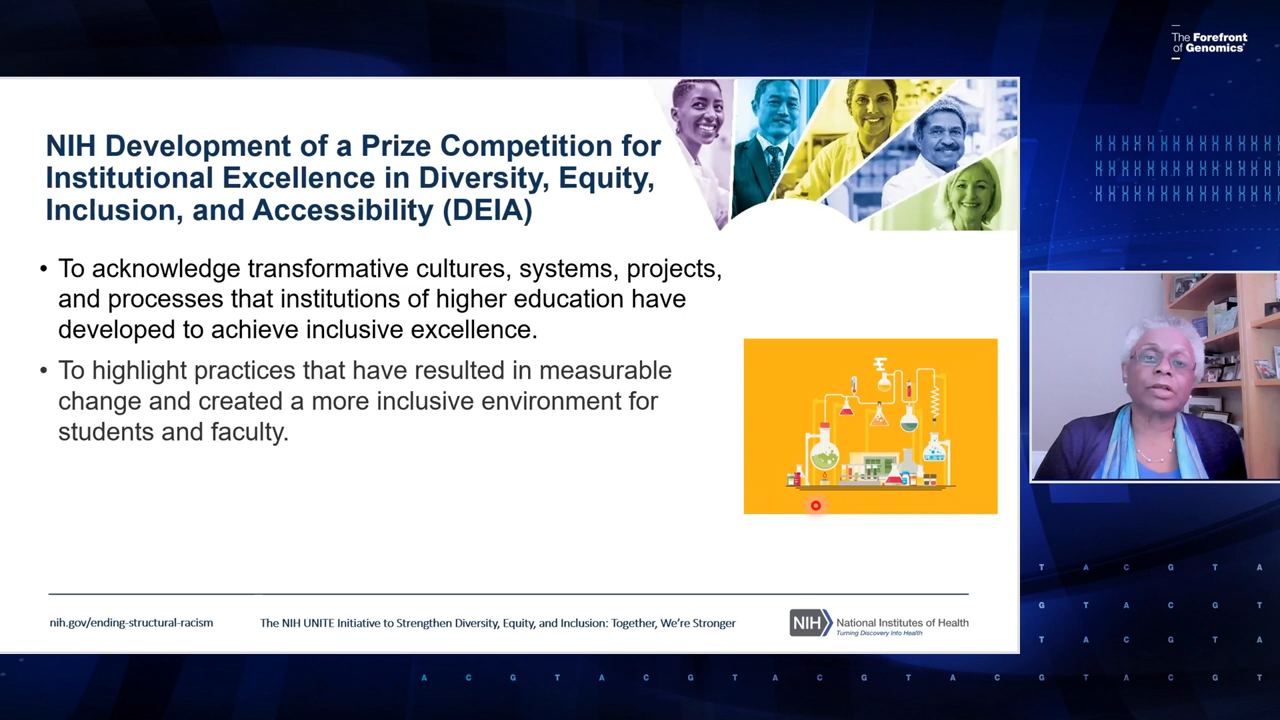 The Forefront
of Genomics®
NIH Development of a Prize Competition for
Institutional Excellence in Diversity, Equity,
Inclusion, and Accessibility (DEIA)
• To acknowledge transformative cultures, systems, projects,
and processes that institutions of higher education have
developed to achieve inclusive excellence.
• To highlight practices that have resulted in measurable
change and created a more inclusive environment for
students and faculty.
nih.gov/ending-structural-racism
The NIH UNITE Initiative to Strengthen Diversity, Equity, and Inclusion: Together, We’re Stronger
NIH
National Institutes of Health
Turning Discovery Into Health
T A C G T A
G T A C G T
T A C G T A
A C G T A C G T A C G T A C G T A C G T